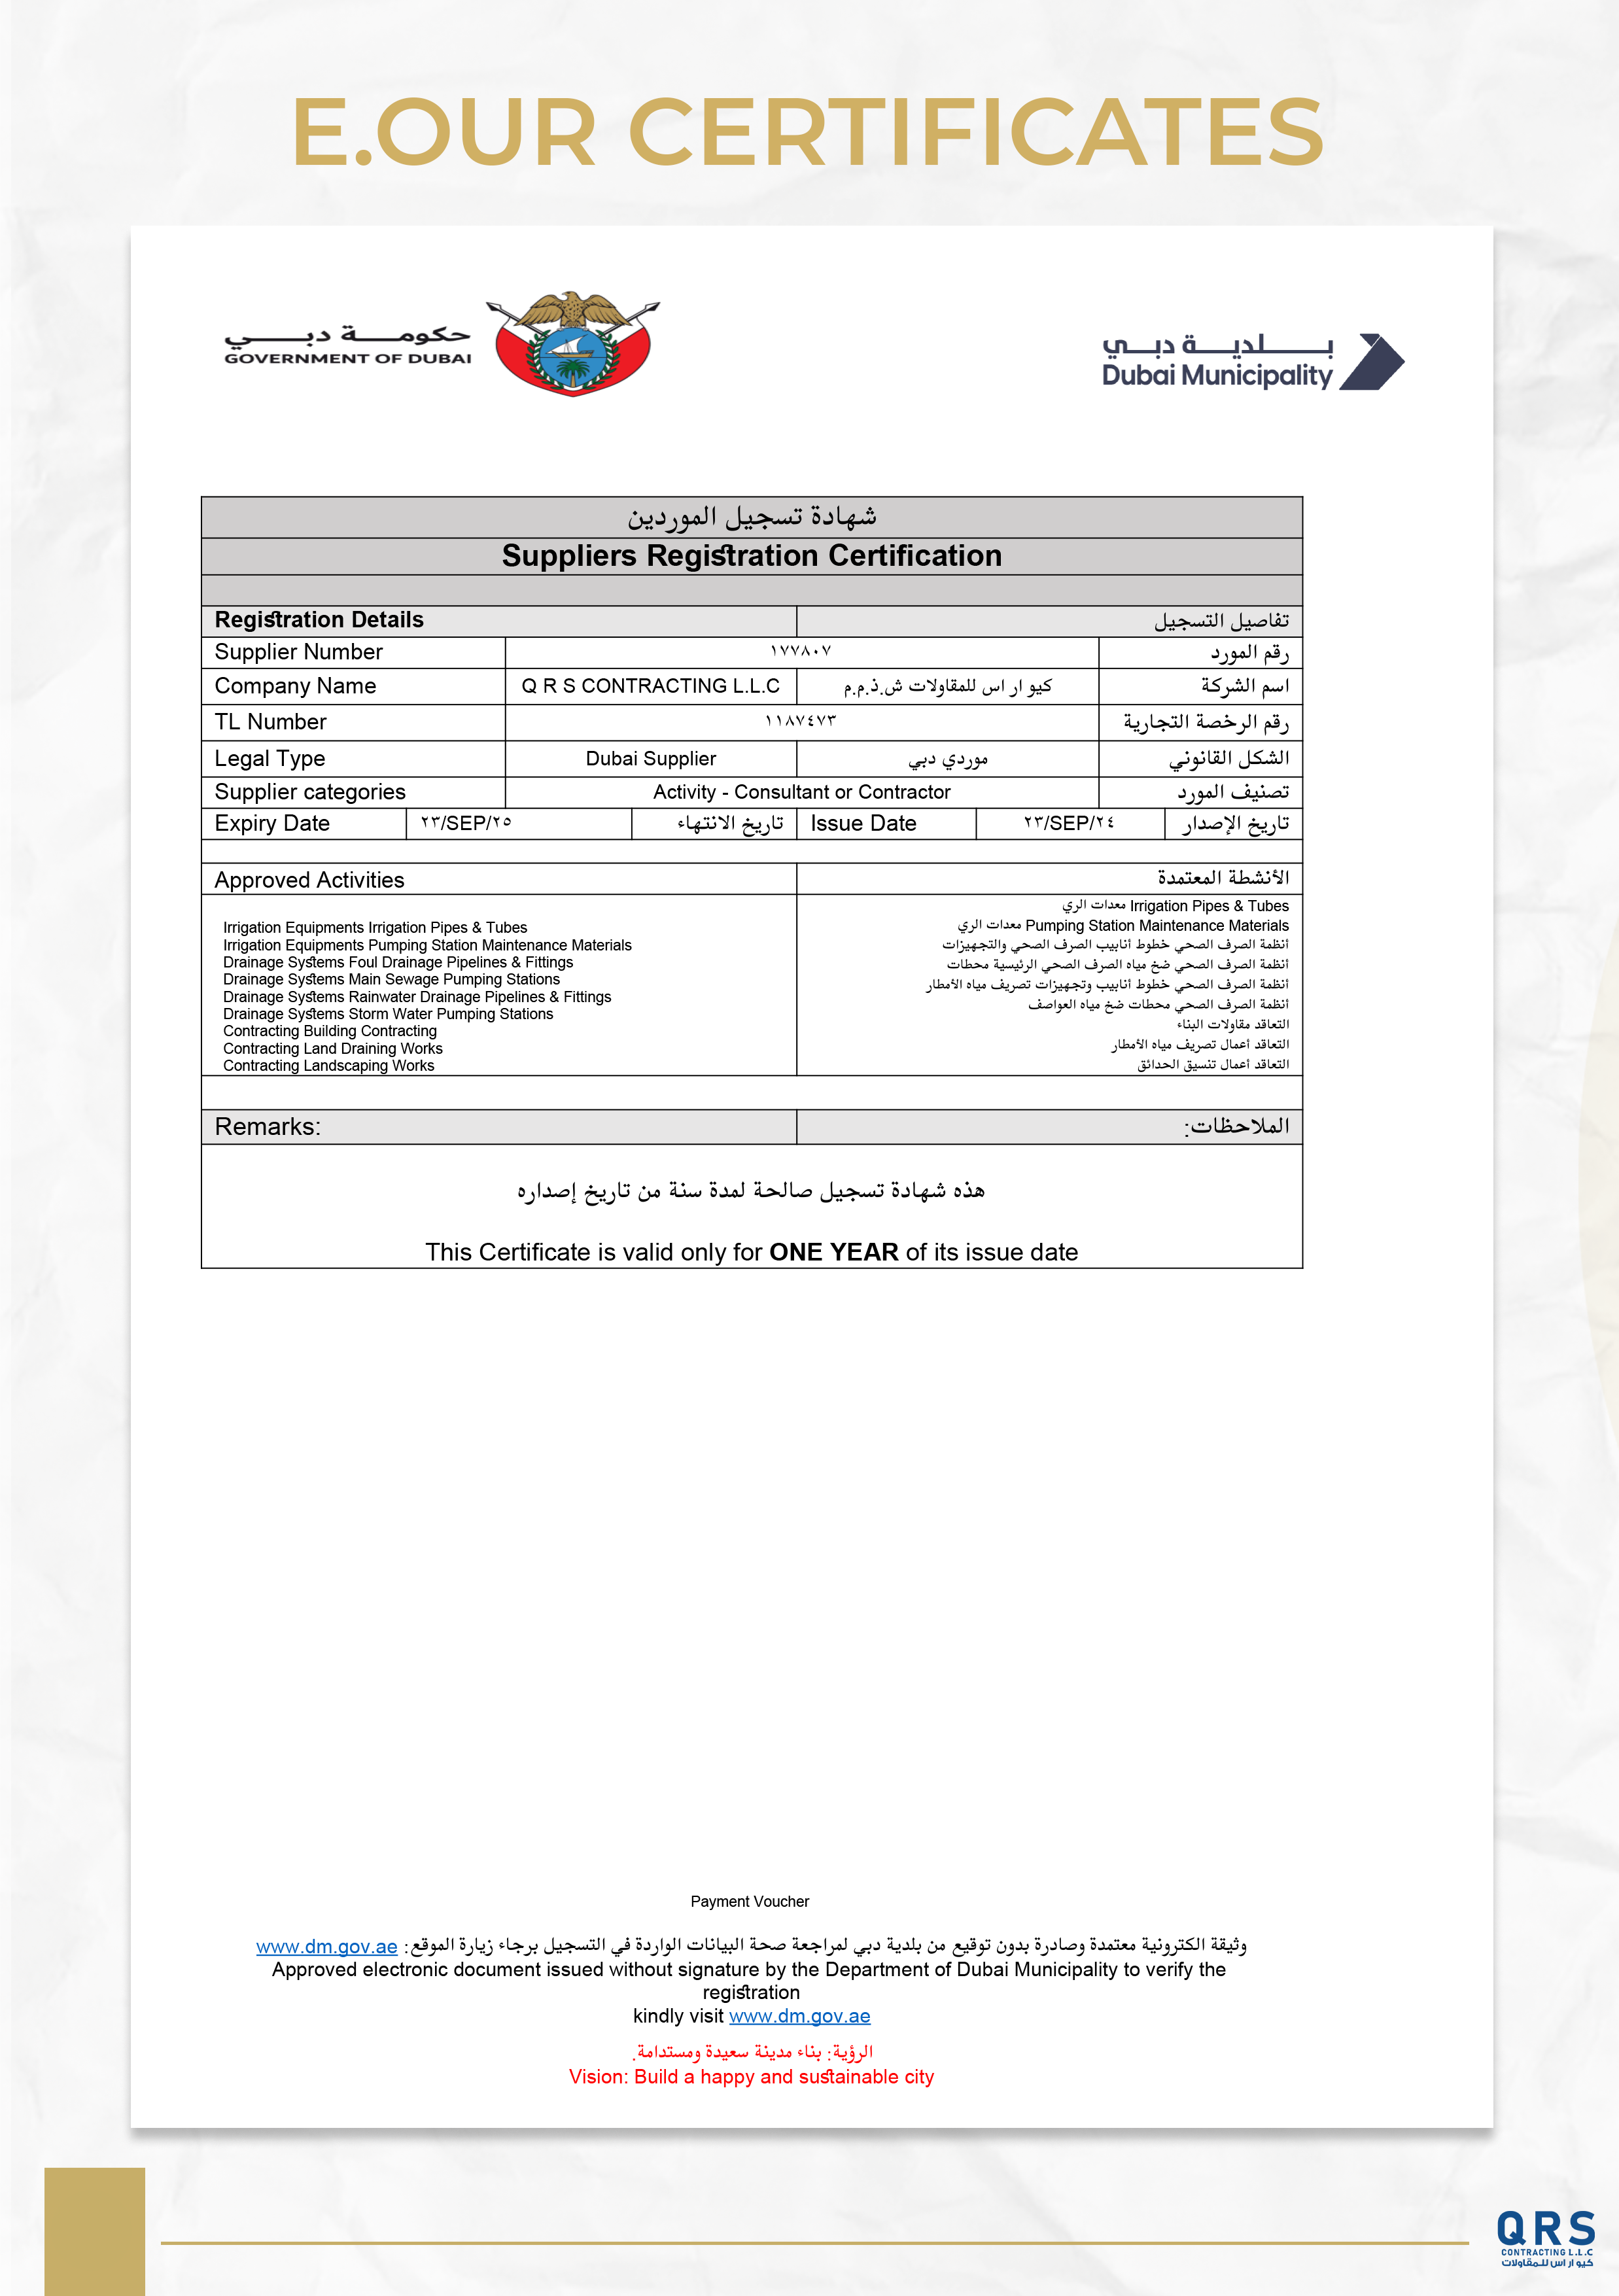 E.OUR CERTIFICATES
حكومة دبي
GOVERNMENT OF DUBAI
بلدية دبي
Dubai Municipality
شهادة تسجيل الموردين
Suppliers Registration Certification
Registration Details تفاصيل التسجيل
Supplier Number ١٧٧٨٠٧ رقم المورد
Company Name Q R S CONTRACTING L.L.C كيو ار اس للمقاولات ش.ذ.م.م اسم الشركة
TL Number ١١٨٧٤٧٣ رقم الرخصة التجارية
Legal Type Dubai Supplier موردي دبي الشكل القانوني
Supplier categories Activity - Consultant or Contractor تصنيف المورد
Expiry Date ٢٣/SEP/٢٥ تاريخ الانتهاء Issue Date ٢٣/SEP/٢٤ تاريخ الإصدار
Approved Activities الأنشطة المعتمدة
Irrigation Equipments Irrigation Pipes & Tubes
Irrigation Equipments Pumping Station Maintenance Materials
Drainage Systems Foul Drainage Pipelines & Fittings
Drainage Systems Main Sewage Pumping Stations
Drainage Systems Rainwater Drainage Pipelines & Fittings
Drainage Systems Storm Water Pumping Stations
Contracting Building Contracting
Contracting Land Draining Works
Contracting Landscaping Works
معدات الري Irrigation Pipes & Tubes
معدات الري Pumping Station Maintenance Materials
أنظمة الصرف الصحي خطوط أنابيب الصرف الصحي والتجهيزات
أنظمة الصرف الصحي ضخ مياه الصرف الصحي الرئيسية محطات
أنظمة الصرف الصحي خطوط أنابيب وتجهيزات تصريف مياه الأمطار
أنظمة الصرف الصحي محطات ضخ مياه العواصف
التعاقد مقاولات البناء
التعاقد أعمال تصريف مياه الأمطار
التعاقد أعمال تنسيق الحدائق
Remarks: الملاحظات:
هذه شهادة تسجيل صالحة لمدة سنة من تاريخ إصداره
This Certificate is valid only for ONE YEAR of its issue date
Payment Voucher
وثيقة الكترونية معتمدة وصادرة بدون توقيع من بلدية دبي لمراجعة صحة البيانات الواردة في التسجيل برجاء زيارة الموقع: www.dm.gov.ae
Approved electronic document issued without signature by the Department of Dubai Municipality to verify the
registration
kindly visit www.dm.gov.ae
الرؤية: بناء مدينة سعيدة ومستدامة.
Vision: Build a happy and sustainable city
QRS
CONTRACTING L.L.C
كيو ار اس للمقاولات